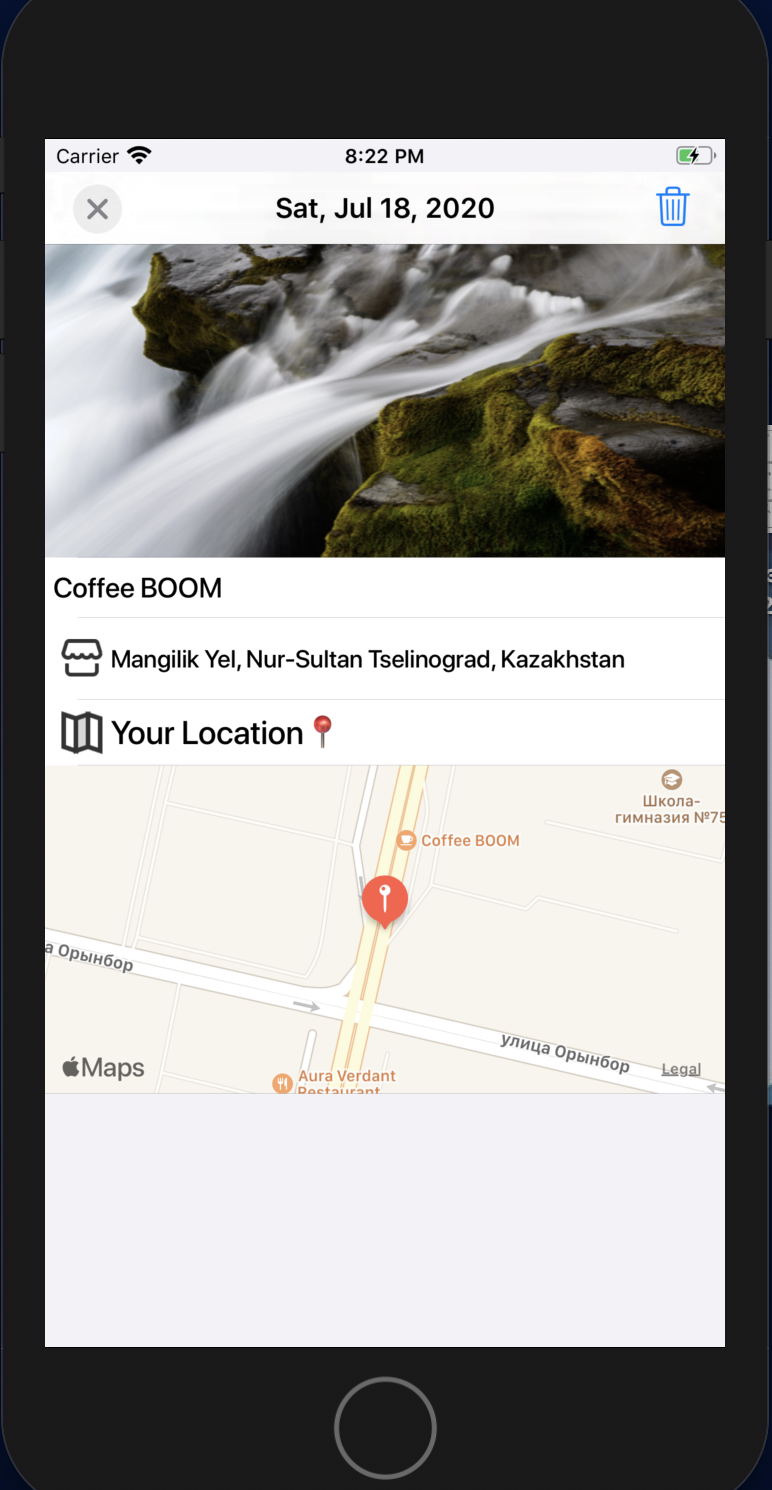 Carrier
8:22 PM
Sat, Jul 18, 2020
Coffee BOOM
Mangilik Yel, Nur-Sultan Tselinograd, Kazakhstan
Your Location
Школа-
гимназия №75
Coffee BOOM
а Орынбор
улица Орынбор
Maps
Legal
Aura Verdant
Restaurant